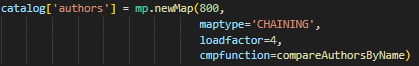 catalog['authors'] = mp.newMap(800,
maptype='CHAINING',
loadfactor=4,
cmpfunction=compareAuthorsByName)